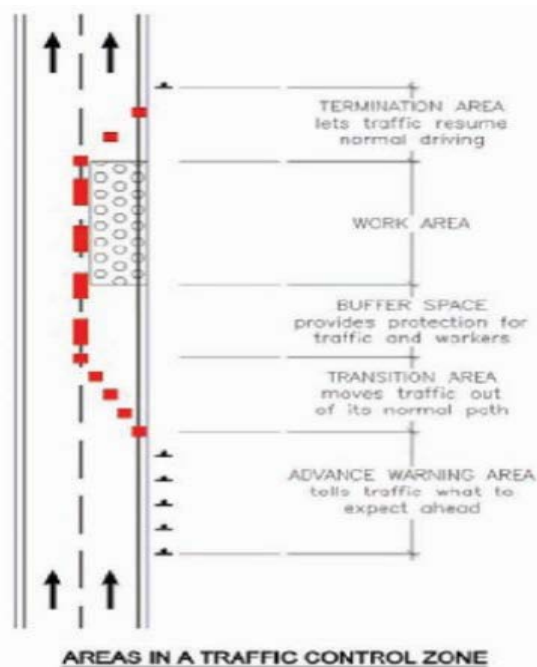 TERMINATION AREA
lets traffic resume
normal driving
WORK AREA
BUFFER SPACE
provides protection for
traffic and workers
TRANSITION AREA
moves traffic out
of its normal path
ADVANCE WARNING AREA
tells traffic what to
expect ahead
AREAS IN A TRAFFIC CONTROL ZONE